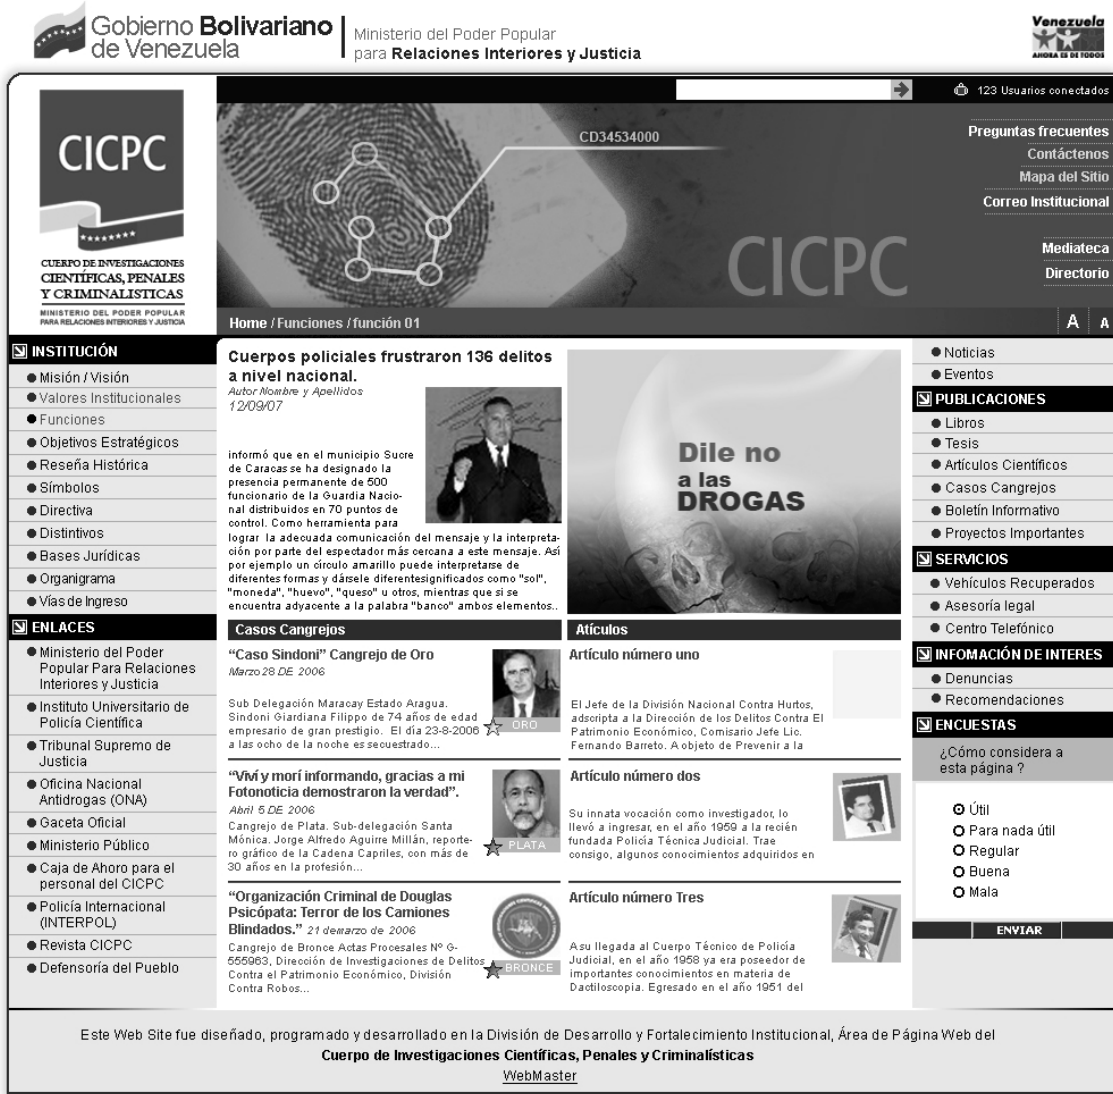 Gobierno Bolivariano
de Venezuela
Ministerio del Poder Popular
para Relaciones Interiores y Justicia
Venezuela
AHORA ES DE TODOS
123 Usuarios conectados
CICPC
CUERPO DE INVESTIGACIONES
CIENTÍFICAS, PENALES
Y CRIMINALISTICAS
MINISTERIO DEL PODER POPULAR
PARA RELACIONES INTERIORES Y JUSTICIA
CD34534000
CICPC
Preguntas frecuentes
Contáctenos
Mapa del Sitio
Correo Institucional
Mediateca
Directorio
Home / Funciones / función 01
A A
INSTITUCIÓN
Misión / Visión
Valores Institucionales
Funciones
Objetivos Estratégicos
Reseña Histórica
Símbolos
Directiva
Distintivos
Bases Jurídicas
Organigrama
Vías de Ingreso
ENLACES
Ministerio del Poder
Popular Para Relaciones
Interiores y Justicia
Instituto Universitario de
Policía Científica
Tribunal Supremo de
Justicia
Oficina Nacional
Antidrogas (ONA)
Gaceta Oficial
Ministerio Público
Caja de Ahoro para el
personal del CICPC
Policía Internacional
(INTERPOL)
Revista CICPC
Defensoría del Pueblo
Cuerpos policiales frustraron 136 delitos
a nivel nacional.
Autor Nombre y Apellidos
12/09/07
informó que en el municipio Sucre
de Caracas se ha designado la
presencia permanente de 500
funcionario de la Guardia Nacio-
nal distribuidos en 70 puntos de
control. Como herramienta para
lograr la adecuada comunicación del mensaje y la interpreta-
ción por parte del espectador más cercana a este mensaje. Así
por ejemplo un círculo amarillo puede interpretarse de
diferentes formas y dársele diferentesignificados como "sol",
"moneda", "huevo", "queso" u otros, mientras que si se
encuentra adyacente a la palabra "banco" ambos elementos..
Dile no
a las
DROGAS
Casos Cangrejos
“Caso Sindoni” Cangrejo de Oro
Marzo 28 DE 2006
Sub Delegación Maracay Estado Aragua.
Sindoni Giardiana Filippo de 74 años de edad
empresario de gran prestigio. El día 23-8-2006
a las ocho de la noche es secuestrado...
ORO
“Viví y morí informando, gracias a mi
Fotonoticia demostraron la verdad”.
Abril 5 DE 2006
Cangrejo de Plata. Sub-delegación Santa
Mónica. Jorge Alfredo Aguirre Millán, reporte-
ro gráfico de la Cadena Capriles, con más de
30 años en la profesión...
PLATA
“Organización Criminal de Douglas
Psicópata: Terror de los Camiones
Blindados.” 21 demarzo de 2006
Cangrejo de Bronce Actas Procesales Nº G-
555963, Dirección de Investigaciones de Delitos
Contra el Patrimonio Económico, División
Contra Robos...
BRONCE
Atículos
Artículo número uno
El Jefe de la División Nacional Contra Hurtos,
adscripta a la Dirección de los Delitos Contra El
Patrimonio Económico, Comisario Jefe Lic.
Fernando Barreto. A objeto de Prevenir a la
Artículo número dos
Su innata vocación como investigador, lo
llevó a ingresar, en el año 1959 a la recién
fundada Policía Técnica Judicial. Trae
consigo, algunos conocimientos adquiridos en
Artículo número Tres
A su llegada al Cuerpo Técnico de Policía
Judicial, en el año 1958 ya era poseedor de
importantes conocimientos en materia de
Dactiloscopia. Egresado en el año 1951 del
Noticias
Eventos
PUBLICACIONES
Libros
Tesis
Artículos Científicos
Casos Cangrejos
Boletín Informativo
Proyectos Importantes
SERVICIOS
Vehículos Recuperados
Asesoría legal
Centro Telefónico
INFOMACIÓN DE INTERES
Denuncias
Recomendaciones
ENCUESTAS
¿Cómo considera a
esta página ?
Útil
Para nada útil
Regular
Buena
Mala
ENVIAR
Este Web Site fue diseñado, programado y desarrollado en la División de Desarrollo y Fortalecimiento Institucional, Área de Página Web del
Cuerpo de Investigaciones Científicas, Penales y Criminalísticas
WebMaster